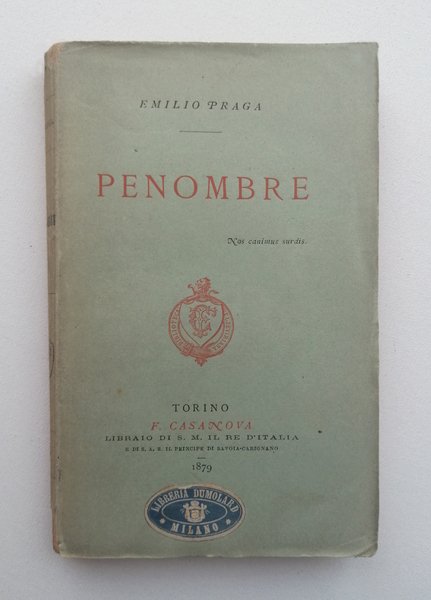 EMILIO PRAGA
PENOMBRE
Nos canimus surdis.
TORINO
F. CASANOVA
LIBRAIO DI S. M. IL RE D'ITALIA
E DI S. A. R. IL PRINCIPE DI SAVOIA-CARIGNANO
1879
LIBRERIA DUMOLARD
MILANO